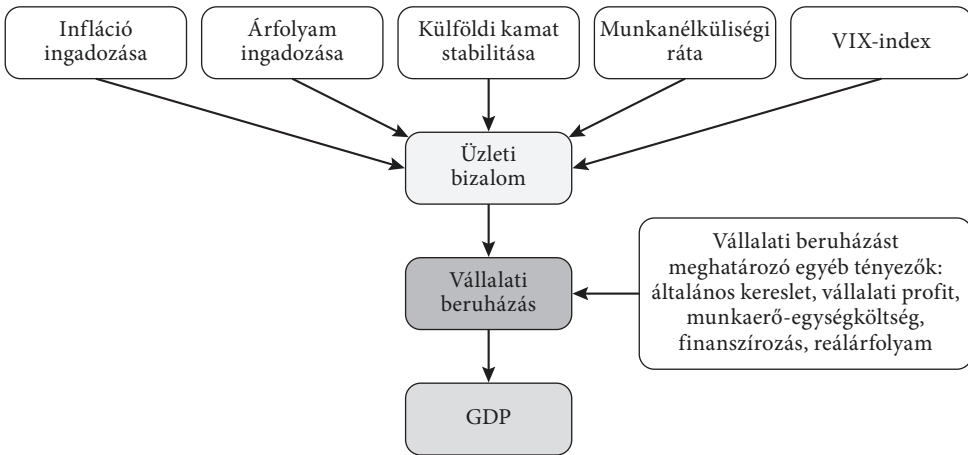 Infláció
ingadozása
Árfolyam
ingadozása
Külföldi kamat
stabilitása
Munkanélküliségi
ráta
VIX-index
Üzleti
bizalom
Vállalati
beruházás
Vállalati beruházást
meghatározó egyéb tényezők:
általános kereslet, vállalati profit,
munkaerő-egységköltség,
finanszírozás, reálárfolyam
GDP